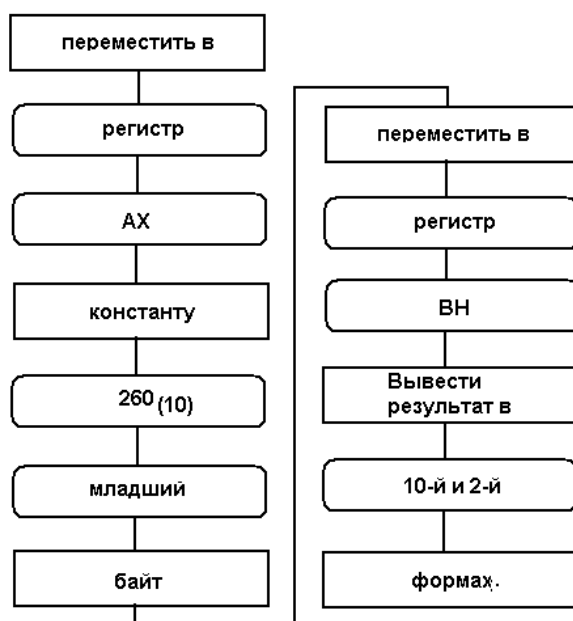 переместить в
регистр
AX
константу
260 (10)
младший
байт
переместить в
регистр
BH
Вывести
результат в
10-й и 2-й
формах.